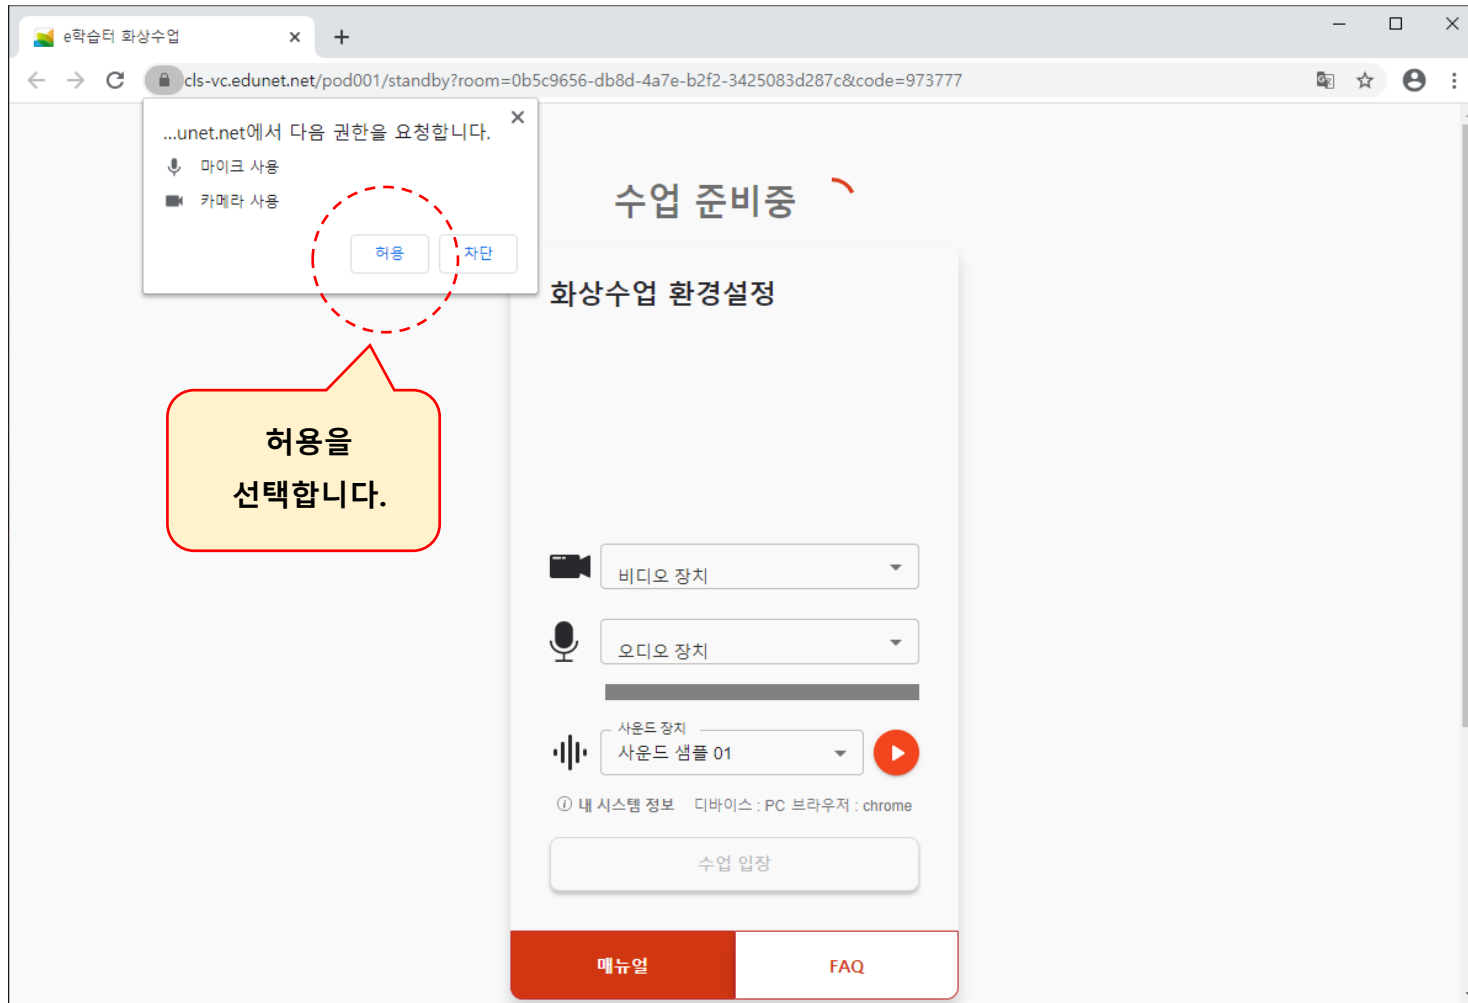 e학습터 화상수업
cls-vc.edunet.net/pod001/standby?room=0b5c9656-db8d-4a7e-b2f2-3425083d287c&code=973777
...unet.net에서 다음 권한을 요청합니다.
마이크 사용
카메라 사용
허용 차단
수업 준비중
화상수업 환경설정
허용을
선택합니다.
비디오 장치
오디오 장치
사운드 장치
사운드 샘플 01
내 시스템 정보 디바이스 : PC 브라우저 : chrome
수업 입장
매뉴얼 FAQ